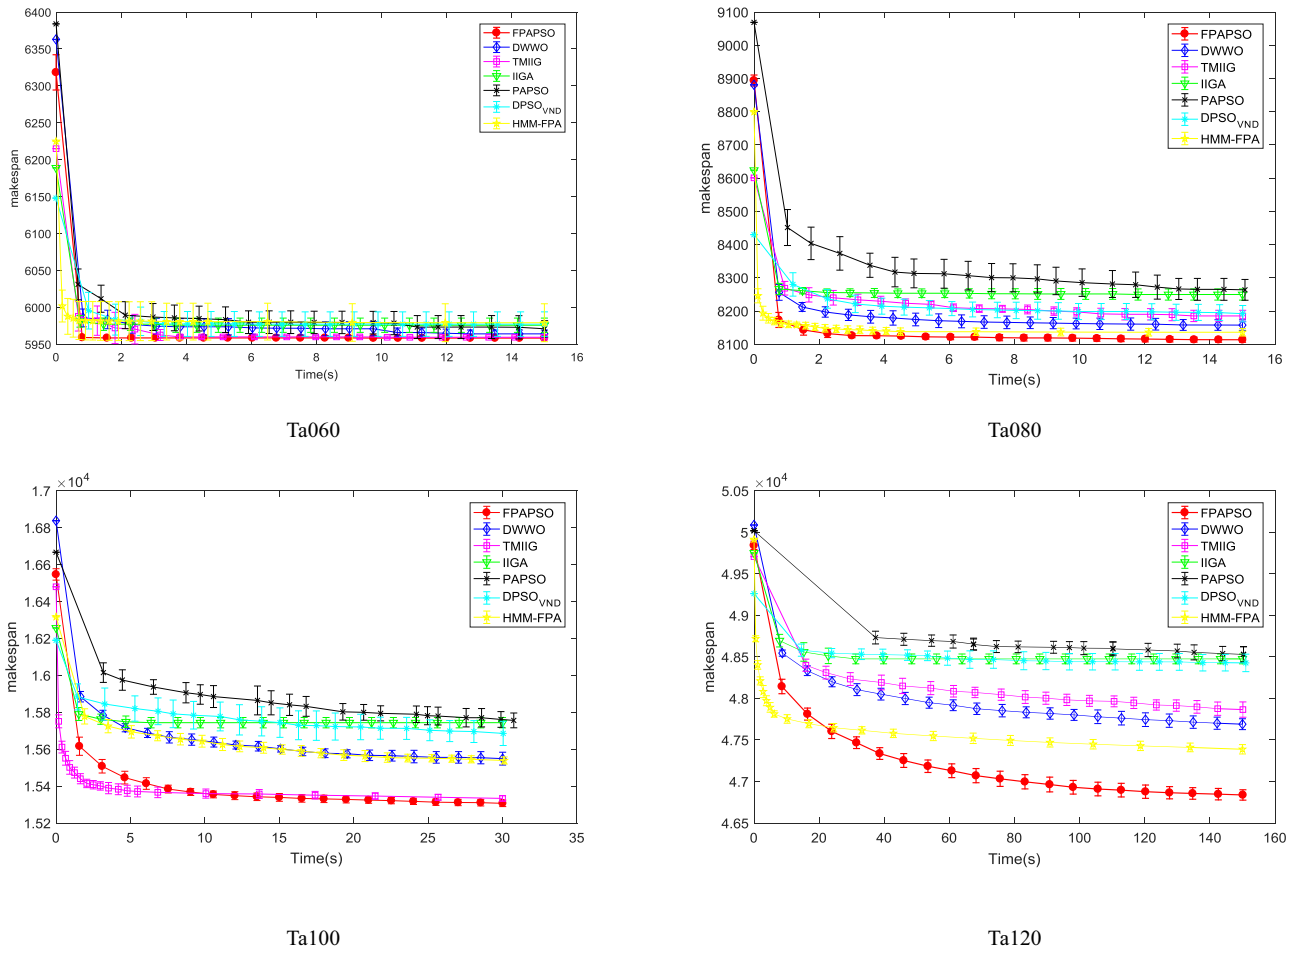 6400
6350
6300
6250
6200
6150
6100
6050
6000
5950
makespan
0 2 4 6 8 10 12 14 16
Time(s)
FPAPSO
DWWO
TMIIG
IIGA
PAPSO
DPSO_VND
HMM-FPA
Ta060
9100
9000
8900
8800
8700
8600
8500
8400
8300
8200
8100
makespan
0 2 4 6 8 10 12 14 16
Time(s)
FPAPSO
DWWO
TMIIG
IIGA
PAPSO
DPSO_VND
HMM-FPA
Ta080
×10⁴
1.7
1.68
1.66
1.64
1.62
1.6
1.58
1.56
1.54
1.52
makespan
0 5 10 15 20 25 30 35
Time(s)
FPAPSO
DWWO
TMIIG
IIGA
PAPSO
DPSO_VND
HMM-FPA
Ta100
×10⁴
5.05
5
4.95
4.9
4.85
4.8
4.75
4.7
4.65
makespan
0 20 40 60 80 100 120 140 160
Time(s)
FPAPSO
DWWO
TMIIG
IIGA
PAPSO
DPSO_VND
HMM-FPA
Ta120